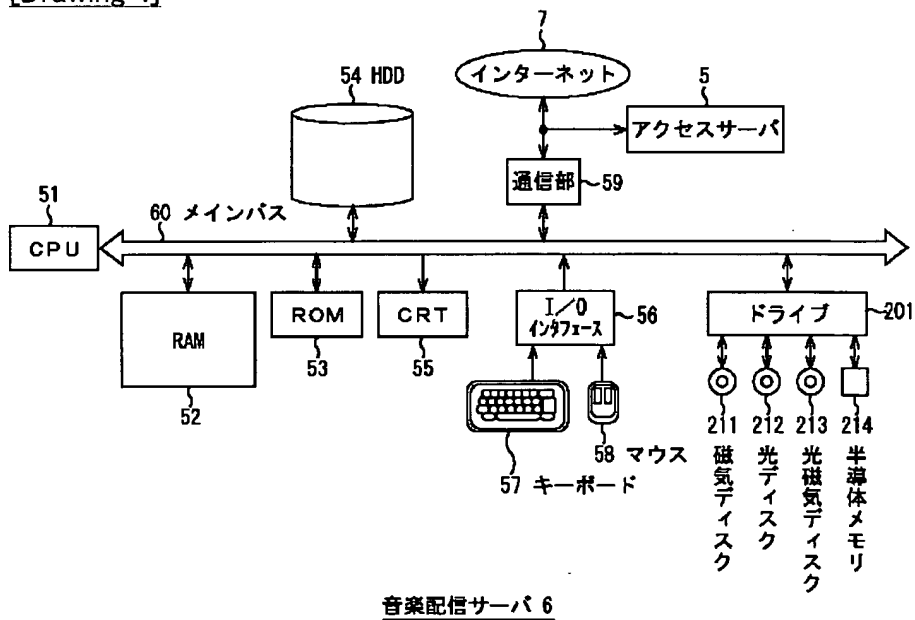 7
インターネット
54 HDD
5
アクセスサーバ
通信部
59
51
CPU
60 メインバス
RAM
52
ROM
53
CRT
55
I/O
インタフェース
56
ドライブ
201
57 キーボード
58 マウス
211
磁気ディスク
212
光ディスク
213
光磁気ディスク
214
半導体メモリ
音楽配信サーバ 6